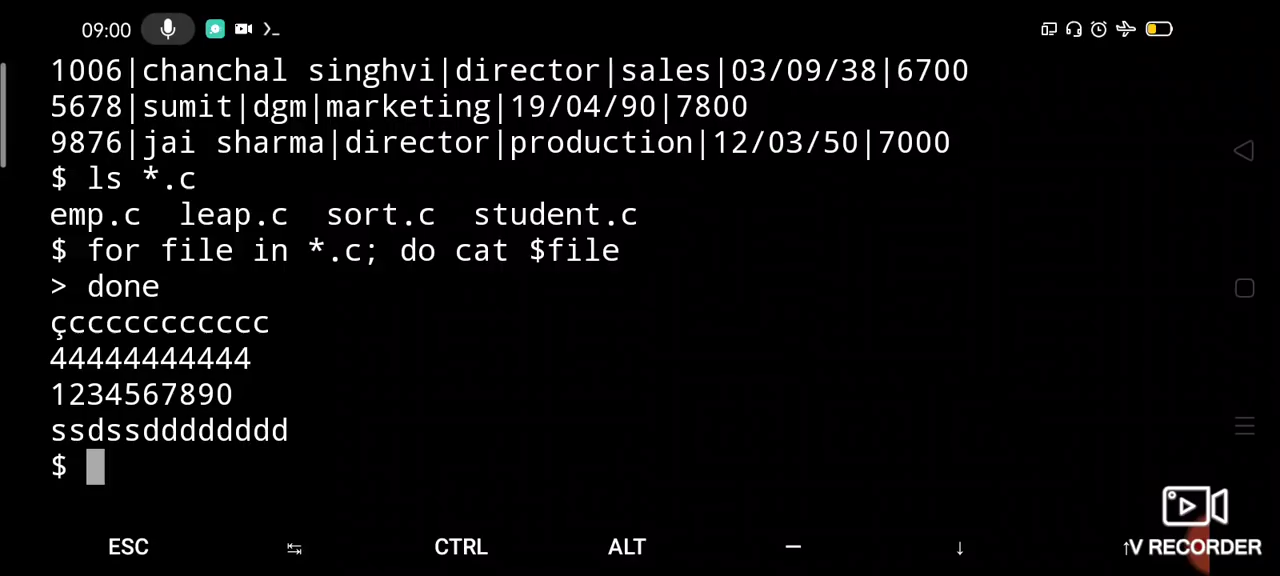 09:00
1006|chanchal singhvi|director|sales|03/09/38|6700
5678|sumit|dgm|marketing|19/04/90|7800
9876|jai sharma|director|production|12/03/50|7000
$ ls *.c
emp.c  leap.c  sort.c  student.c
$ for file in *.c; do cat $file
> done
çccccccccccc
44444444444
1234567890
ssdssdddddddd
$
ESC ⇆ CTRL ALT — ↓ ↑
V RECORDER